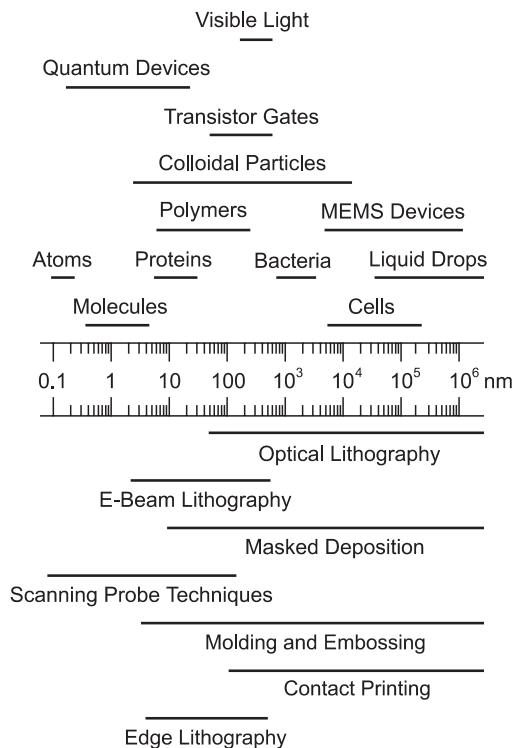 Visible Light
Quantum Devices
Transistor Gates
Colloidal Particles
Polymers MEMS Devices
Atoms Proteins Bacteria Liquid Drops
Molecules Cells
0.1 1 10 100 10³ 10⁴ 10⁵ 10⁶ nm
Optical Lithography
E-Beam Lithography
Masked Deposition
Scanning Probe Techniques
Molding and Embossing
Contact Printing
Edge Lithography